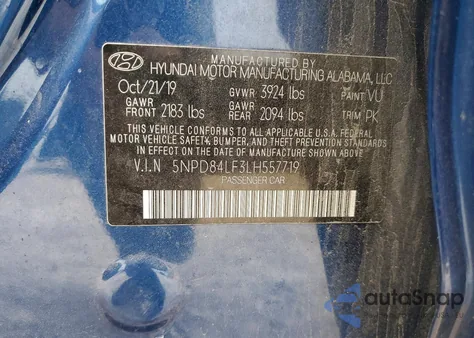 MANUFACTURED BY
HYUNDAI MOTOR MANUFACTURING ALABAMA, LLC
Oct/21/19 GVWR 3924 lbs PAINT: VU
GAWR FRONT 2183 lbs GAWR REAR 2094 lbs TRIM: PK
THIS VEHICLE CONFORMS TO ALL APPLICABLE U.S.A. FEDERAL
MOTOR VEHICLE SAFETY, BUMPER, AND THEFT PREVENTION
STANDARDS IN EFFECT ON THE DATE OF MANUFACTURE SHOWN ABOVE.
V.I.N 5NPD84LF3LH557719
PASSENGER CAR
autoSnap